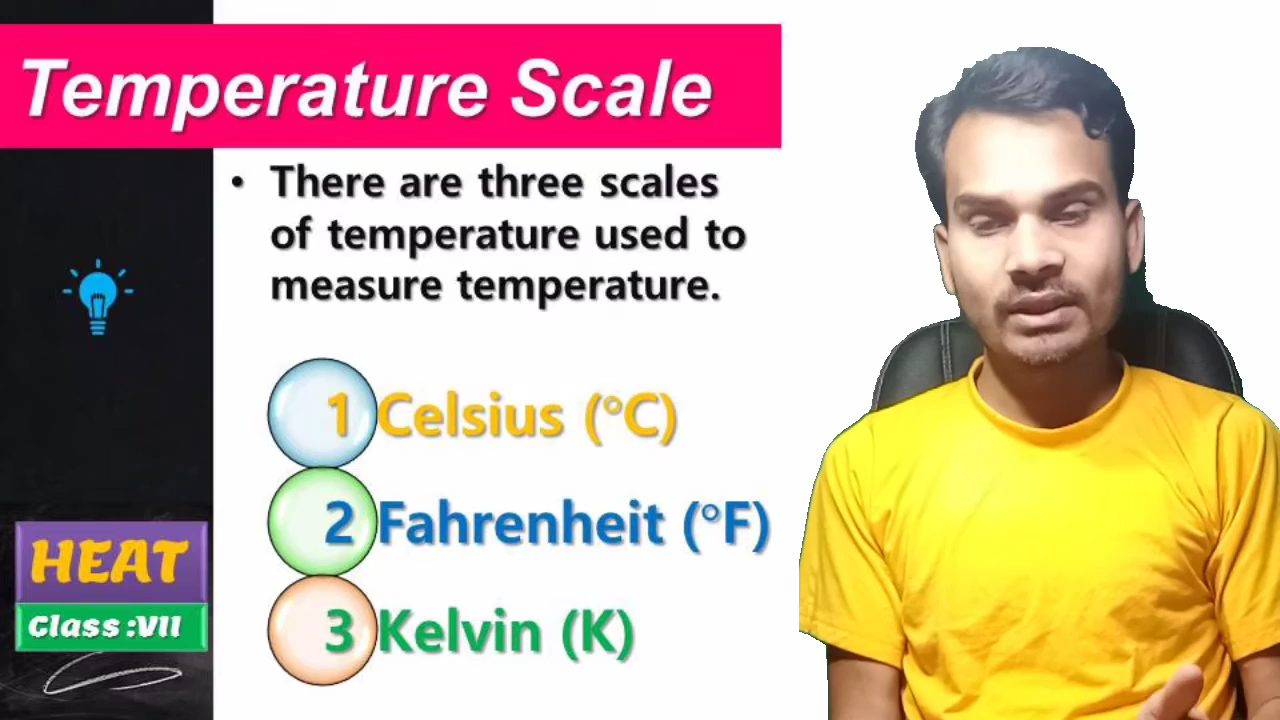 Temperature Scale
• There are three scales
of temperature used to
measure temperature.
1 Celsius (°C)
2 Fahrenheit (°F)
3 Kelvin (K)
HEAT
Class :VII